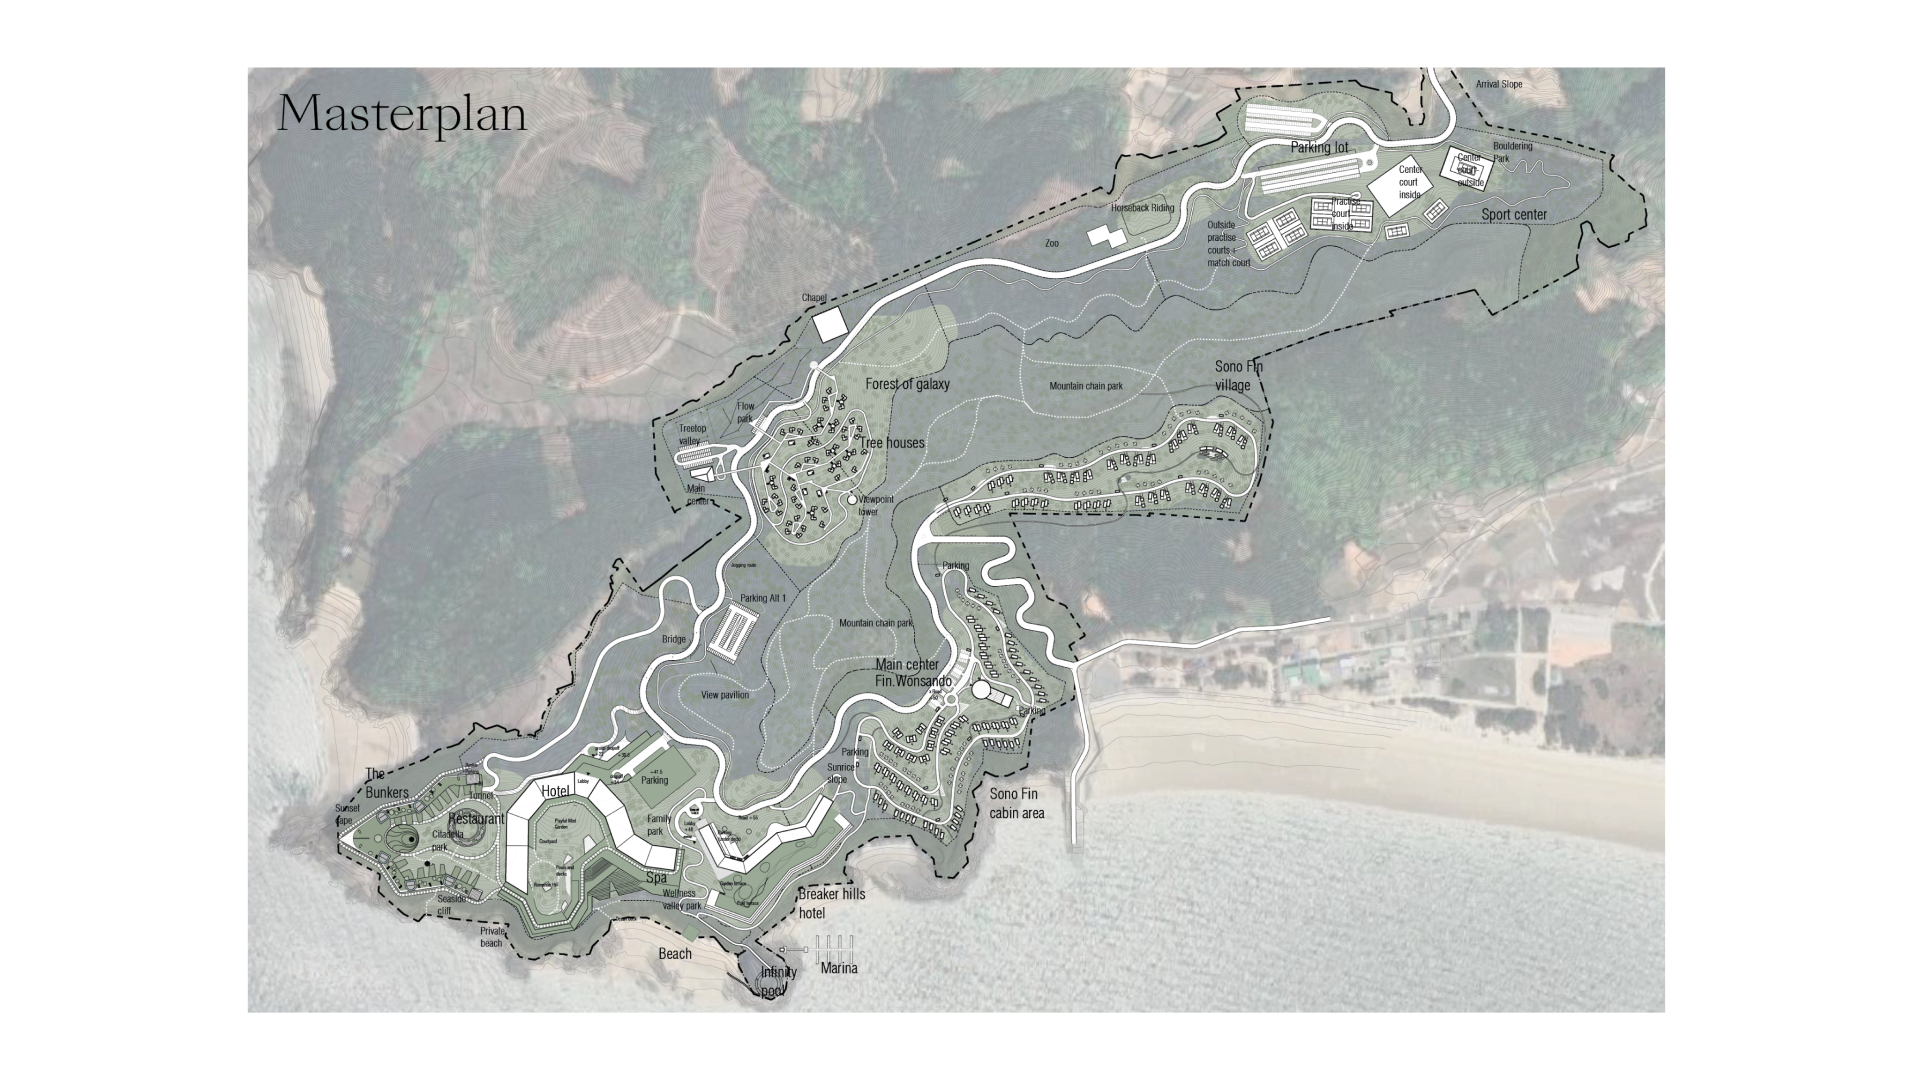 Masterplan
Arrival Slope
Parking lot
Bouldering
Park
Center
court
outside
Center
court
inside
Practise
court
inside
Sport center
Horseback Riding
Outside
practise
courts +
match court
Zoo
Chapel
Sono Fin
village
Forest of galaxy
Mountain chain park
Flow
park
Treetop
valley
Tree houses
Main
center
Viewpoint
tower
Jogging route
Parking
Parking Alt 1
Mountain chain park
Bridge
Main center
Fin.Wonsando
View pavilion
Parking
Parking
Sunrice
slope
The
Bunkers
Parking
Lobby
Hotel
Tunnel
Sono Fin
cabin area
Sunset
cape
Restaurant
Family
park
Citadella
park
Courtyard
Spa
Seaside
cliff
Wellness
valley park
Breaker hills
hotel
Private
beach
Beach
Marina
Infinity
pool